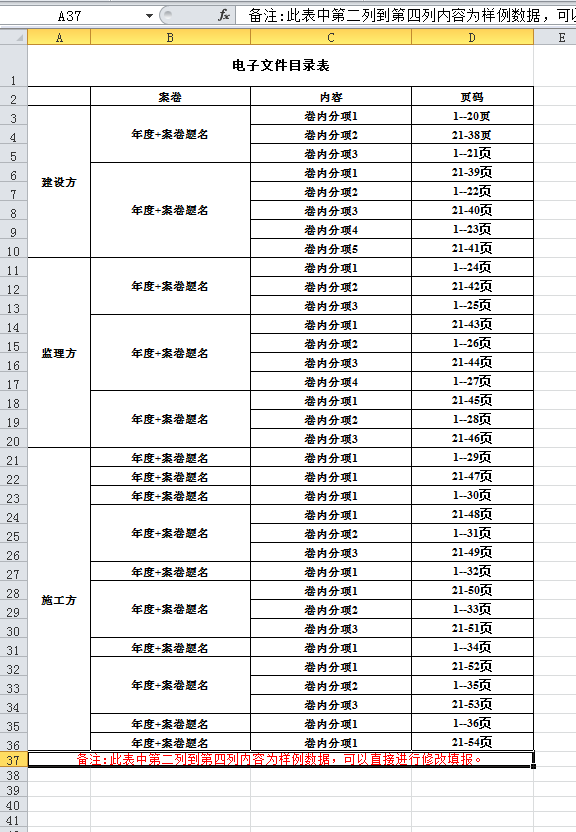 A37 fx 备注:此表中第二列到第四列内容为样例数据，可
A B C D E
1 电子文件目录表
2 案卷 内容 页码
3 卷内分项1 1--20页
4 年度+案卷题名 卷内分项2 21-38页
5 卷内分项3 1--21页
6 卷内分项1 21-39页
7 建设方 卷内分项2 1--22页
8 年度+案卷题名 卷内分项3 21-40页
9 卷内分项4 1--23页
10 卷内分项5 21-41页
11 卷内分项1 1--24页
12 年度+案卷题名 卷内分项2 21-42页
13 卷内分项3 1--25页
14 卷内分项1 21-43页
15 监理方 年度+案卷题名 卷内分项2 1--26页
16 卷内分项3 21-44页
17 卷内分项4 1--27页
18 卷内分项1 21-45页
19 年度+案卷题名 卷内分项2 1--28页
20 卷内分项3 21-46页
21 年度+案卷题名 卷内分项1 1--29页
22 年度+案卷题名 卷内分项1 21-47页
23 年度+案卷题名 卷内分项1 1--30页
24 卷内分项1 21-48页
25 年度+案卷题名 卷内分项2 1--31页
26 卷内分项3 21-49页
27 年度+案卷题名 卷内分项1 1--32页
28 施工方 卷内分项1 21-50页
29 年度+案卷题名 卷内分项2 1--33页
30 卷内分项3 21-51页
31 年度+案卷题名 卷内分项1 1--34页
32 卷内分项1 21-52页
33 年度+案卷题名 卷内分项2 1--35页
34 卷内分项3 21-53页
35 年度+案卷题名 卷内分项1 1--36页
36 年度+案卷题名 卷内分项1 21-54页
37 备注:此表中第二列到第四列内容为样例数据，可以直接进行修改填报。
38
39
40
41